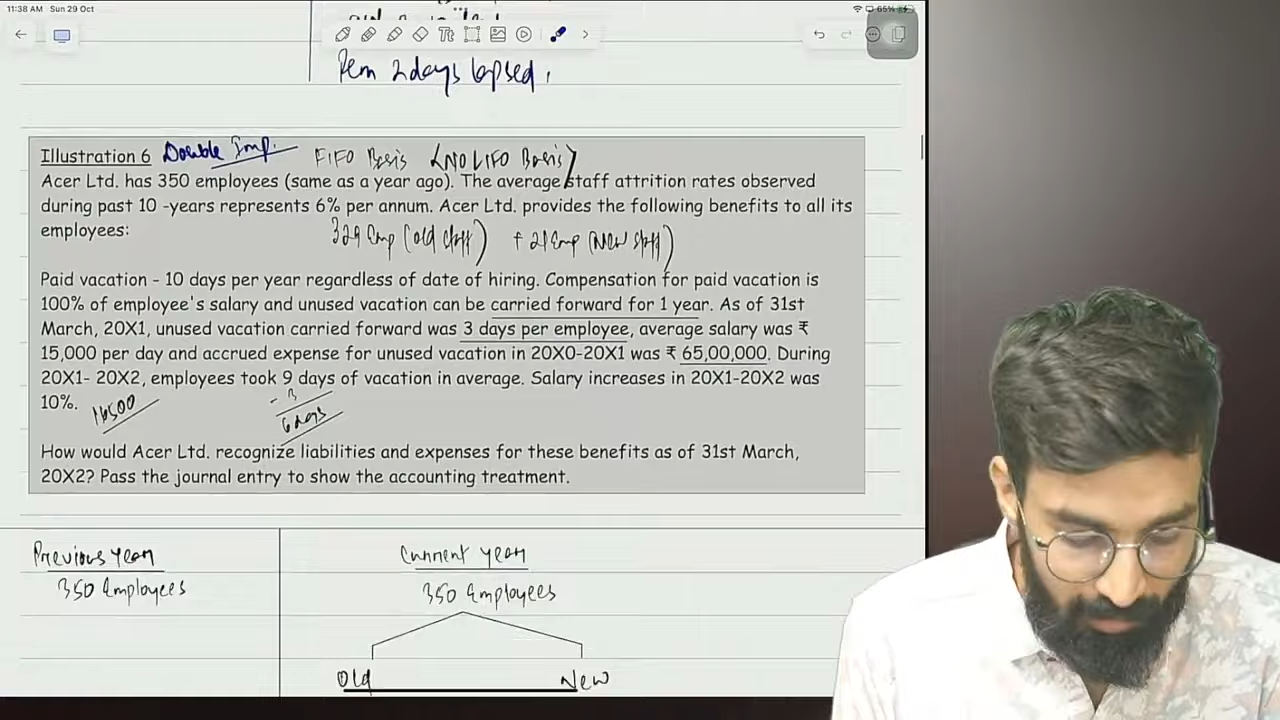 11:38 AM Sun 29 Oct
65%
Rem 2 days lapsed.
Illustration 6 Double Imp. FIFO Basis (NO LIFO Basis)
Acer Ltd. has 350 employees (same as a year ago). The average staff attrition rates observed
during past 10 -years represents 6% per annum. Acer Ltd. provides the following benefits to all its
employees:
329 Emp (old staff) + 21 Emp (New staff)
Paid vacation - 10 days per year regardless of date of hiring. Compensation for paid vacation is
100% of employee's salary and unused vacation can be carried forward for 1 year. As of 31st
March, 20X1, unused vacation carried forward was 3 days per employee, average salary was ₹
15,000 per day and accrued expense for unused vacation in 20X0-20X1 was ₹ 65,00,000. During
20X1- 20X2, employees took 9 days of vacation in average. Salary increases in 20X1-20X2 was
10%. 16500
- 3
6 days
How would Acer Ltd. recognize liabilities and expenses for these benefits as of 31st March,
20X2? Pass the journal entry to show the accounting treatment.
Previous year
350 Employees
Current year
350 Employees
Old New